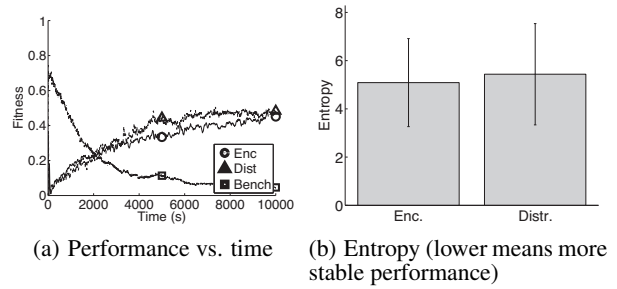 1
0.8
0.6
0.4
0.2
0
Fitness
0 2000 4000 6000 8000 10000
Time (s)
Enc
Dist
Bench
(a) Performance vs. time
8
6
4
2
0
Entropy
Enc. Distr.
(b) Entropy (lower means more
stable performance)